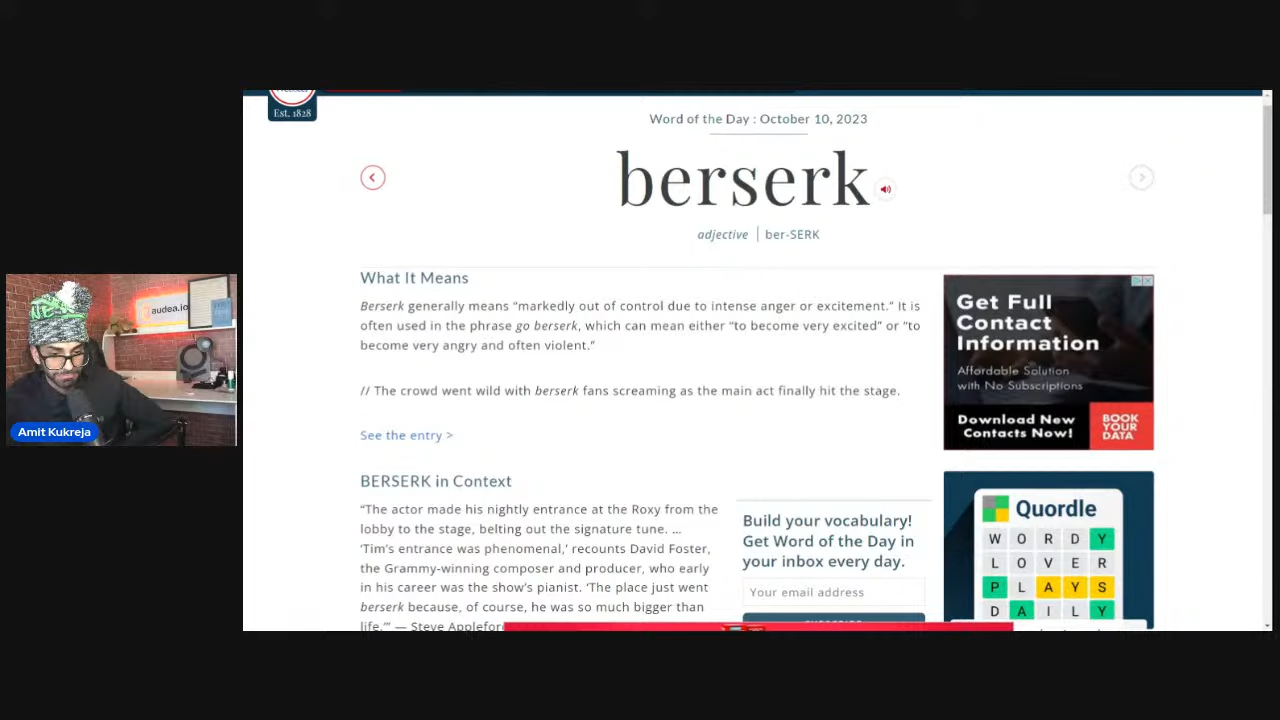 Est. 1828
Word of the Day : October 10, 2023
berserk
adjective | ber-SERK
What It Means
Berserk generally means “markedly out of control due to intense anger or excitement.” It is
often used in the phrase go berserk, which can mean either “to become very excited” or “to
become very angry and often violent.”
// The crowd went wild with berserk fans screaming as the main act finally hit the stage.
See the entry >
BERSERK in Context
“The actor made his nightly entrance at the Roxy from the
lobby to the stage, belting out the signature tune. ...
‘Tim’s entrance was phenomenal,’ recounts David Foster,
the Grammy-winning composer and producer, who early
in his career was the show’s pianist. ‘The place just went
berserk because, of course, he was so much bigger than
life.’” — Steve
Build your vocabulary!
Get Word of the Day in
your inbox every day.
Your email address
Get Full
Contact
Information
Affordable Solution
with No Subscriptions
Download New
Contacts Now!
BOOK
YOUR
DATA
Quordle
WORDY
LOVER
PLAYS
DAILY
audea.io
NEW
Amit Kukreja